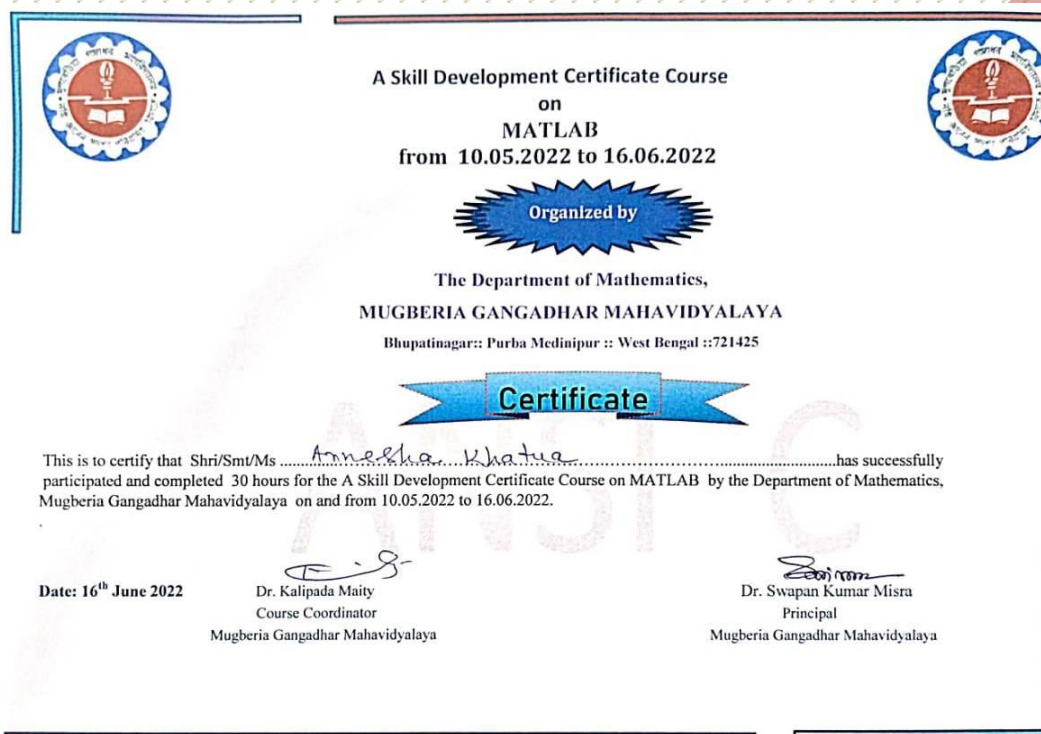 A Skill Development Certificate Course
on
MATLAB
from 10.05.2022 to 16.06.2022
Organized by
The Department of Mathematics,
MUGBERIA GANGADHAR MAHAVIDYALAYA
Bhupatinagar:: Purba Medinipur :: West Bengal ::721425
Certificate
This is to certify that Shri/Smt/Ms ....Annesha Khatua....has successfully
participated and completed 30 hours for the A Skill Development Certificate Course on MATLAB by the Department of Mathematics,
Mugberia Gangadhar Mahavidyalaya on and from 10.05.2022 to 16.06.2022.
Date: 16th June 2022
Dr. Kalipada Maity
Course Coordinator
Mugberia Gangadhar Mahavidyalaya
Dr. Swapan Kumar Misra
Principal
Mugberia Gangadhar Mahavidyalaya